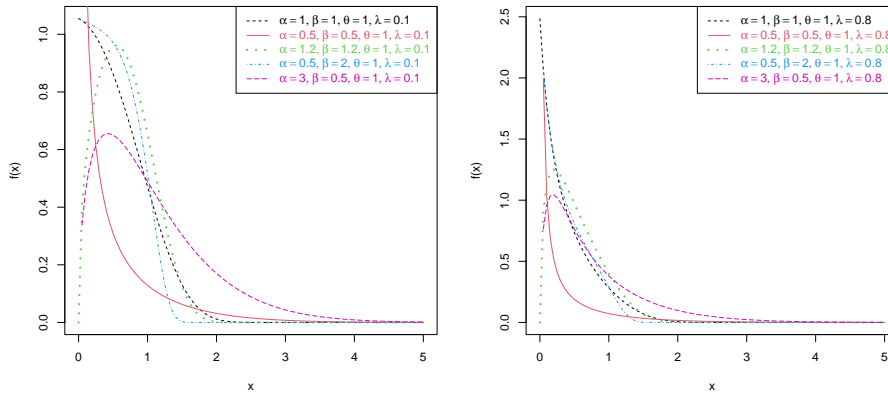 α = 1, β = 1, θ = 1, λ = 0.1
α = 0.5, β = 0.5, θ = 1, λ = 0.1
α = 1.2, β = 1.2, θ = 1, λ = 0.1
α = 0.5, β = 2, θ = 1, λ = 0.1
α = 3, β = 0.5, θ = 1, λ = 0.1
f(x)
1.0
0.8
0.6
0.4
0.2
0.0
0 1 2 3 4 5
x
α = 1, β = 1, θ = 1, λ = 0.8
α = 0.5, β = 0.5, θ = 1, λ = 0.8
α = 1.2, β = 1.2, θ = 1, λ = 0.8
α = 0.5, β = 2, θ = 1, λ = 0.8
α = 3, β = 0.5, θ = 1, λ = 0.8
f(x)
2.5
2.0
1.5
1.0
0.5
0.0
0 1 2 3 4 5
x